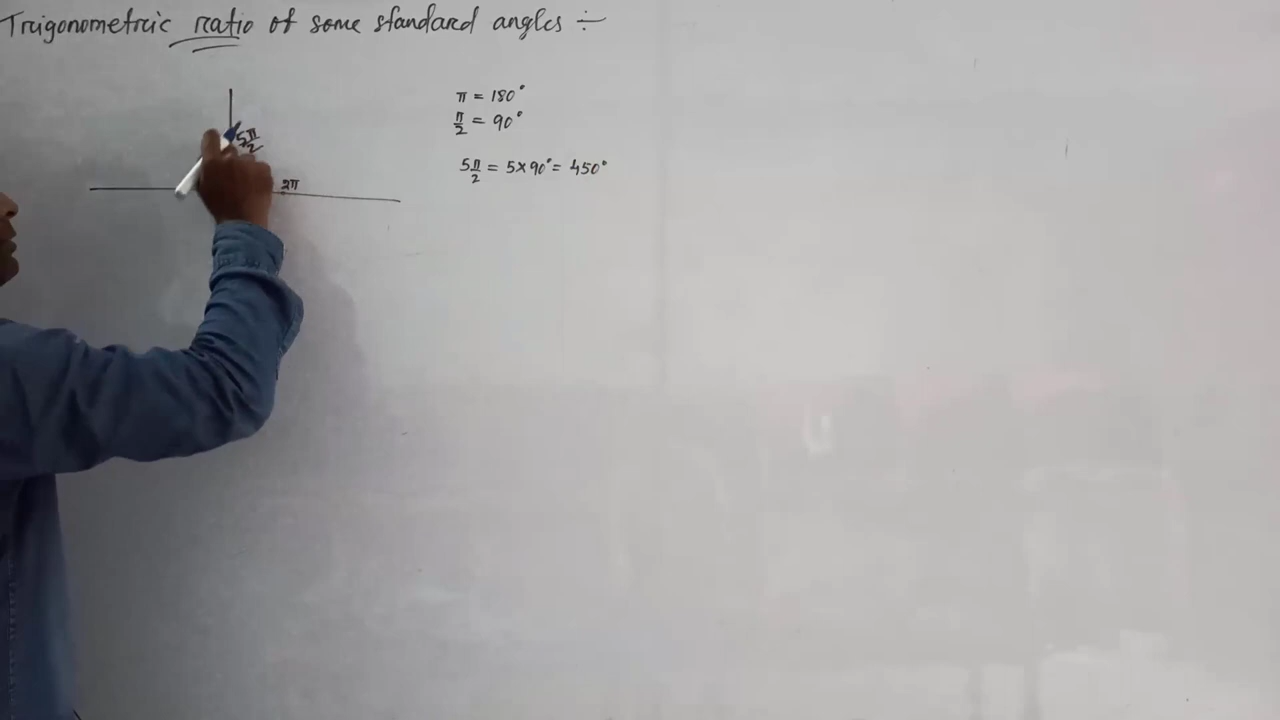 Trigonometric ratio of some standard angles ÷
π = 180°
π/2 = 90°
5π/2
5π/2 = 5×90° = 450°
2π